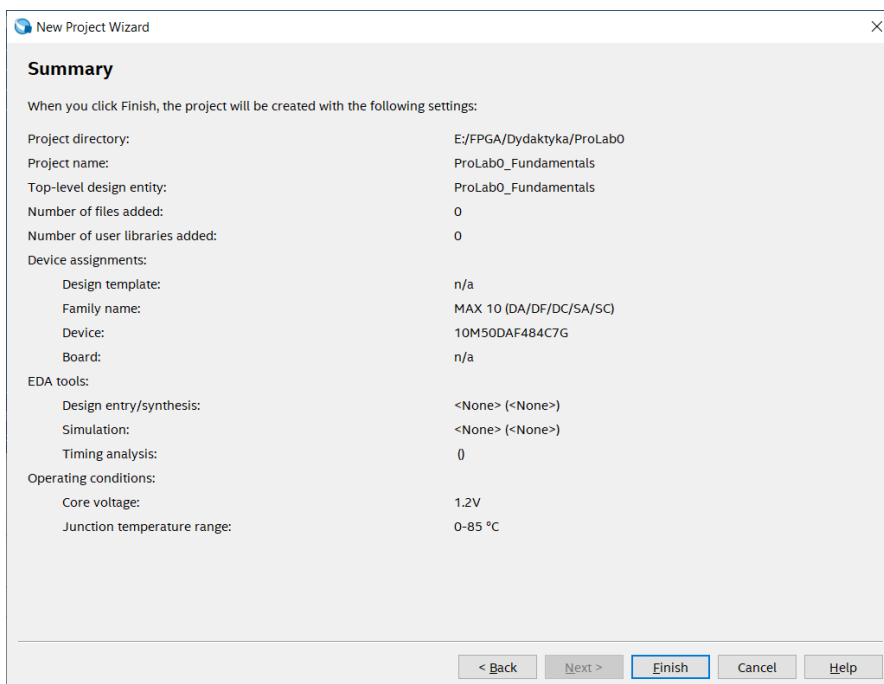 New Project Wizard
Summary
When you click Finish, the project will be created with the following settings:
Project directory: E:/FPGA/Dydaktyka/ProLab0
Project name: ProLab0_Fundamentals
Top-level design entity: ProLab0_Fundamentals
Number of files added: 0
Number of user libraries added: 0
Device assignments:
Design template: n/a
Family name: MAX 10 (DA/DF/DC/SA/SC)
Device: 10M50DAF484C7G
Board: n/a
EDA tools:
Design entry/synthesis: <None> (<None>)
Simulation: <None> (<None>)
Timing analysis: ()
Operating conditions:
Core voltage: 1.2V
Junction temperature range: 0-85 °C
< Back Next > Finish Cancel Help